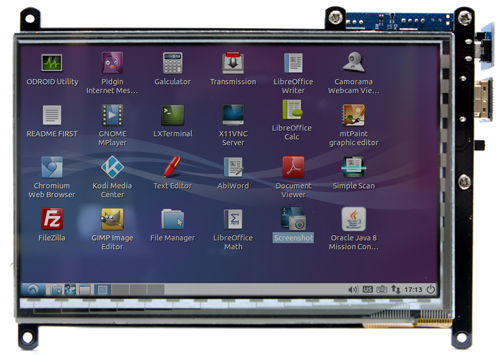 ODROID Utility
Pidgin
Internet Mes...
Galculator
Transmission
LibreOffice
Writer
Camorama
Webcam Vie...
README FIRST
GNOME
MPlayer
LXTerminal
X11VNC
Server
LibreOffice
Calc
mtPaint
graphic editor
Chromium
Web Browser
Kodi Media
Center
Text Editor
AbiWord
Document
Viewer
Simple Scan
FileZilla
GIMP Image
Editor
File Manager
LibreOffice
Math
Screenshot
Oracle Java 8
Mission Con...
US
17:13